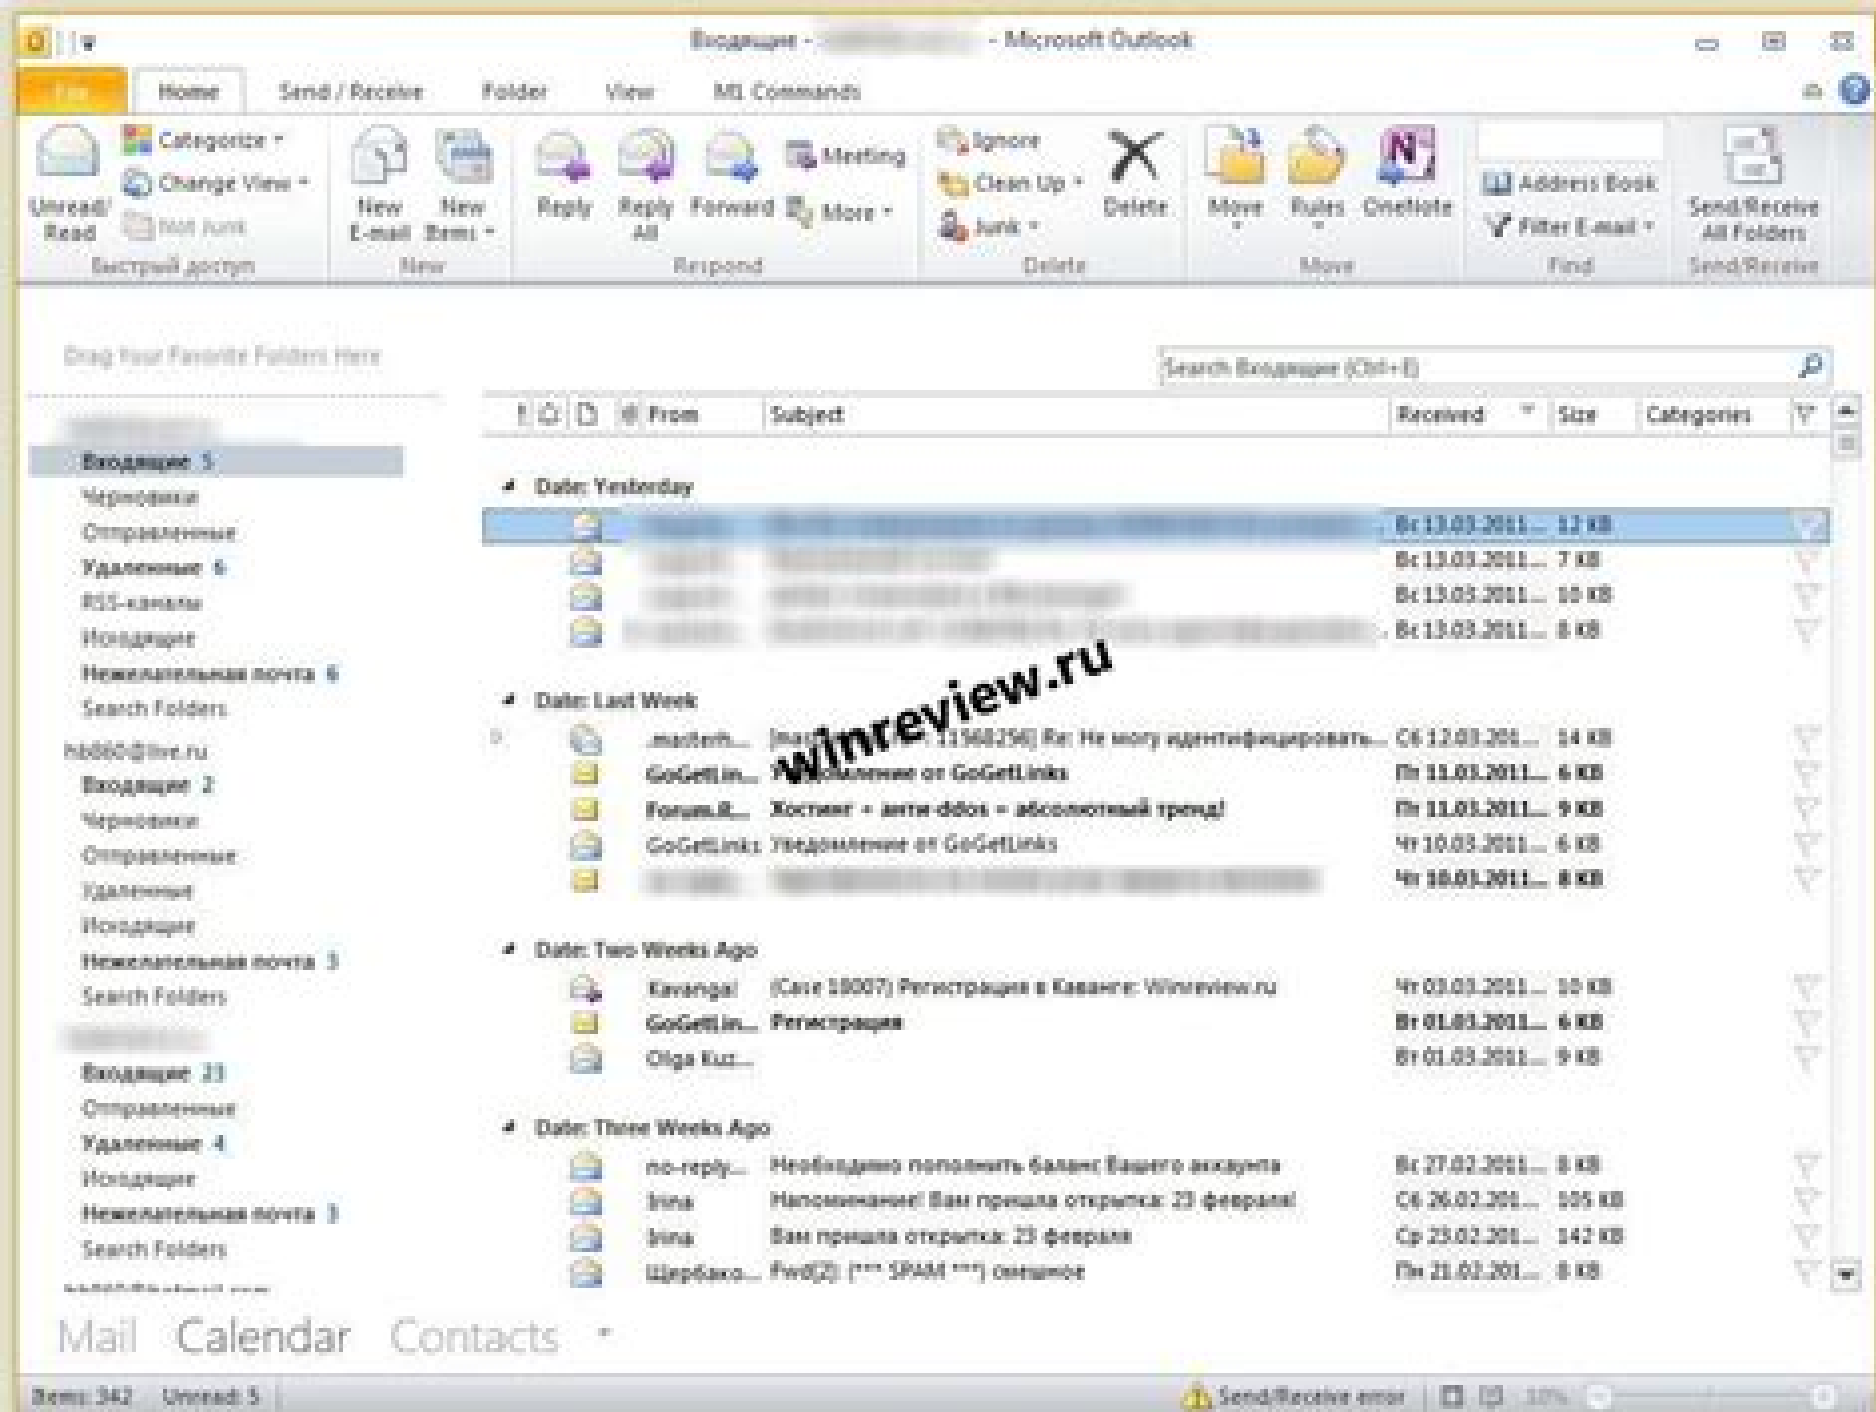 Входящие - - Microsoft Outlook
File Home Send / Receive Folder View M1 Commands
Unread/ Read
Categorize
Change View
Not Junk
Быстрый доступ
New E-mail
New Items
New
Reply
Reply All
Forward
Meeting
More
Respond
Ignore
Clean Up
Junk
Delete
Delete
Move
Rules
OneNote
Move
Address Book
Filter E-mail
Find
Send/Receive All Folders
Send/Receive
Drag Your Favorite Folders Here
Входящие 5
Черновики
Отправленные
Удаленные 6
RSS-каналы
Исходящие
Нежелательная почта 6
Search Folders
hb860@live.ru
Входящие 2
Черновики
Отправленные
Удаленные
Исходящие
Нежелательная почта 3
Search Folders
Входящие 23
Отправленные
Удаленные 4
Исходящие
Нежелательная почта 3
Search Folders
Search Входящие (Ctrl+E)
! From Subject Received Size Categories
Date: Yesterday
Вс 13.03.2011... 12 KB
Вс 13.03.2011... 7 KB
Вс 13.03.2011... 10 KB
Вс 13.03.2011... 8 KB
winreview.ru
Date: Last Week
.masterh... 11568256] Re: Не могу идентифицировать... Сб 12.03.201... 14 KB
GoGetLin... Уведомление от GoGetLinks Пт 11.03.2011... 6 KB
Forum.R... Хостинг + анти-ddos = абсолютный тренд! Пт 11.03.2011... 9 KB
GoGetLinks Уведомление от GoGetLinks Чт 10.03.2011... 6 KB
Чт 10.03.2011... 8 KB
Date: Two Weeks Ago
Kavanga! (Case 18007) Регистрация в Каванге: Winreview.ru Чт 03.03.2011... 10 KB
GoGetLin... Регистрация Вт 01.03.2011... 6 KB
Olga Kuz... Вт 01.03.2011... 9 KB
Date: Three Weeks Ago
no-reply... Необходимо пополнить баланс Вашего аккаунта Вс 27.02.2011... 8 KB
Irina Напоминание! Вам пришла открытка: 23 февраля! Сб 26.02.201... 105 KB
Irina Вам пришла открытка: 23 февраля Ср 23.02.201... 142 KB
Щербако... Fwd[2]: (*** SPAM ***) смешное Пн 21.02.201... 8 KB
Mail Calendar Contacts
Items: 342 Unread: 5 Send/Receive error 10%